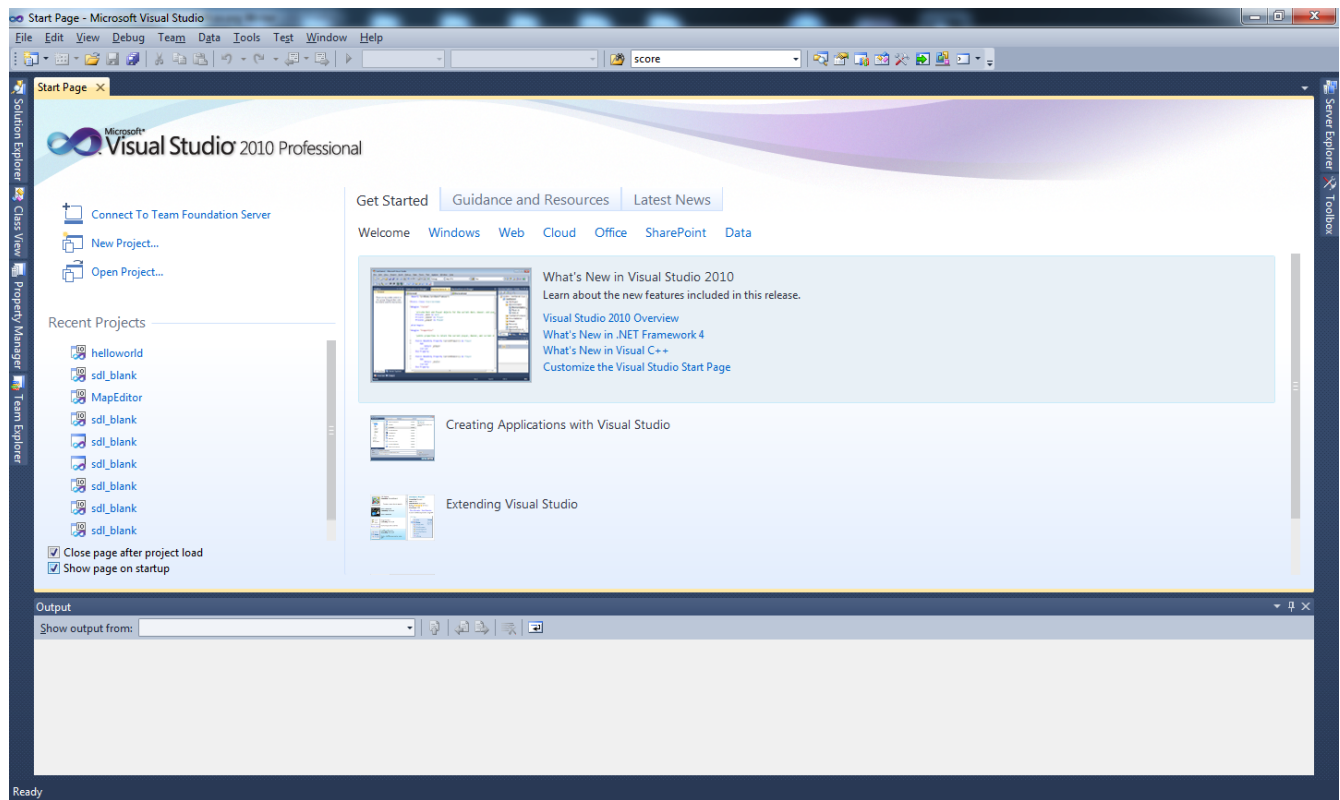 Start Page - Microsoft Visual Studio
File Edit View Debug Team Data Tools Test Window Help
score
Start Page
Solution Explorer
Class View
Property Manager
Team Explorer
Server Explorer
Toolbox
Microsoft®
Visual Studio® 2010 Professional
Connect To Team Foundation Server
New Project...
Open Project...
Recent Projects
helloworld
sdl_blank
MapEditor
sdl_blank
sdl_blank
sdl_blank
sdl_blank
sdl_blank
sdl_blank
Close page after project load
Show page on startup
Get Started Guidance and Resources Latest News
Welcome Windows Web Cloud Office SharePoint Data
What's New in Visual Studio 2010
Learn about the new features included in this release.
Visual Studio 2010 Overview
What's New in .NET Framework 4
What's New in Visual C++
Customize the Visual Studio Start Page
Creating Applications with Visual Studio
Extending Visual Studio
Output
Show output from:
Ready